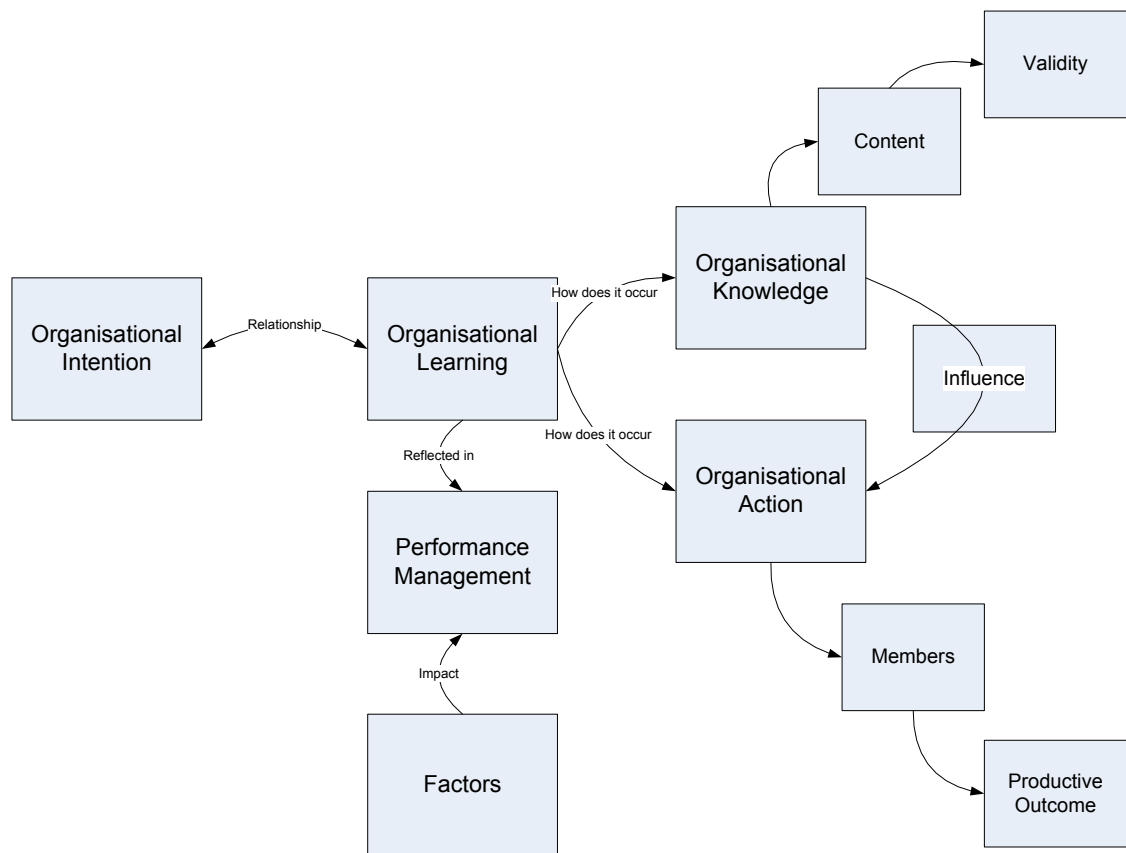 Validity
Content
Organisational
Knowledge
How does it occur
Organisational
Intention
Relationship
Organisational
Learning
Influence
How does it occur
Reflected in
Organisational
Action
Performance
Management
Members
Impact
Factors
Productive
Outcome